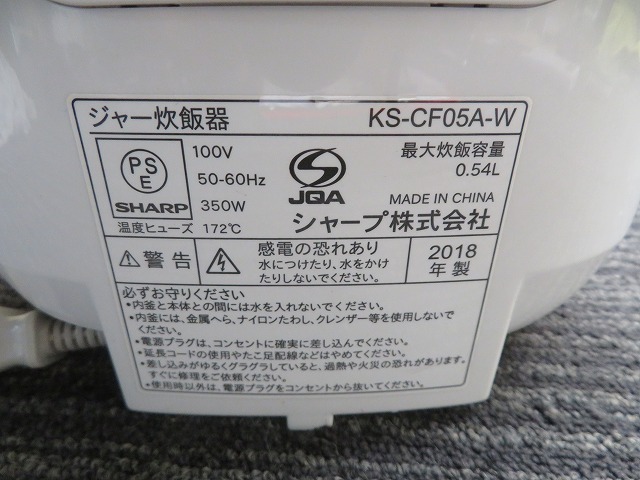 ジャー炊飯器 KS-CF05A-W
PS
E
SHARP
100V
50-60Hz
350W
温度ヒューズ 172℃
JQA
最大炊飯容量
0.54L
MADE IN CHINA
シャープ株式会社
警告
感電の恐れあり
水につけたり、水をかけ
たりしないでください。
2018
年製
必ずお守りください
•内釜と本体との間には水を入れないでください。
•内釜には、金属へら、ナイロンたわし、クレンザー等を使用しない
でください。
•電源プラグは、コンセントに確実に差し込んでください。
•延長コードの使用やたこ足配線などはやめてください。
•差し込みがゆるくグラグラしていると、過熱や火災の恐れがあります。
すぐに修理をご依頼ください。
•使用時以外は、電源プラグをコンセントから抜いてください。